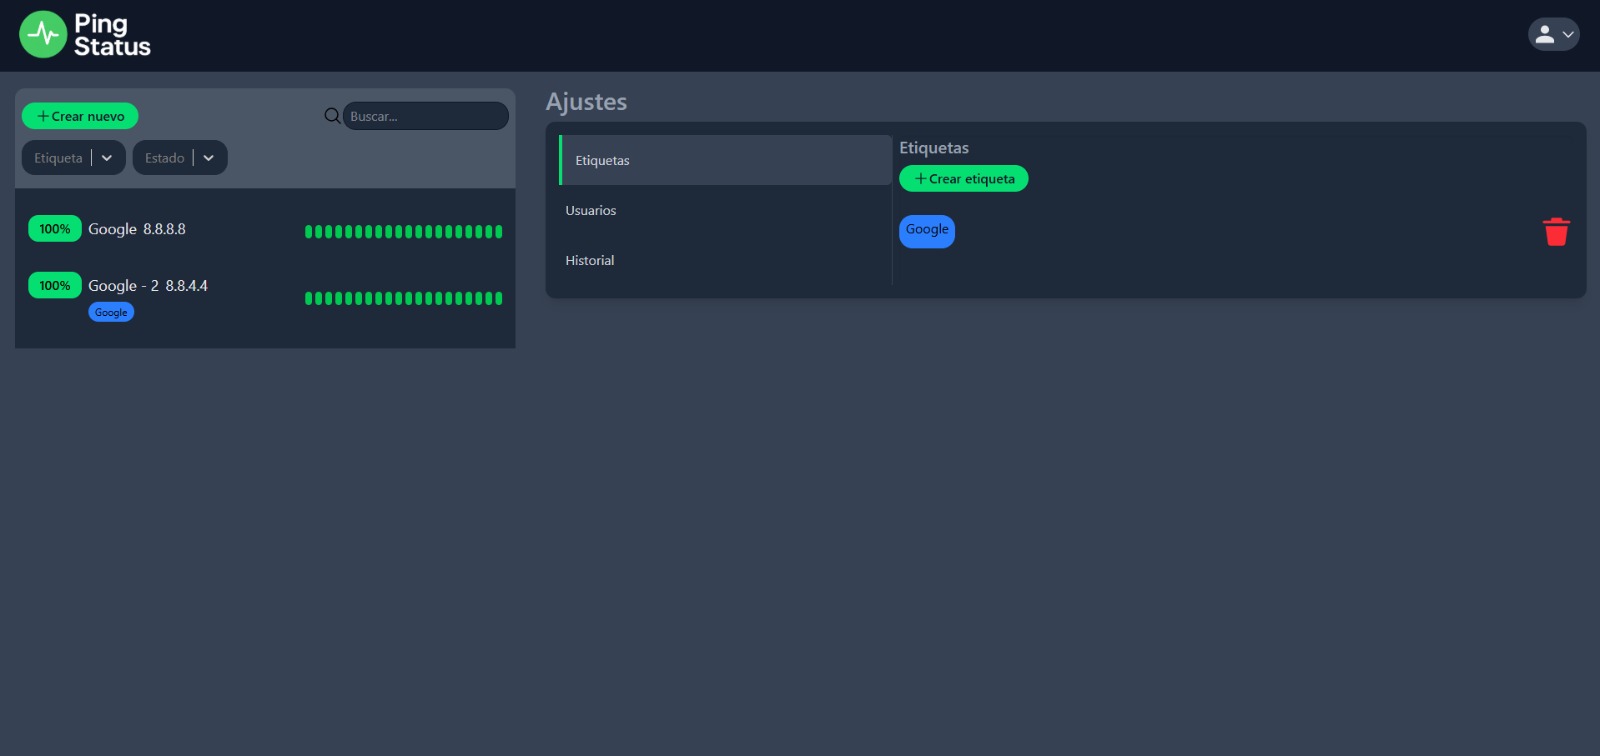 Ping
Status
Crear nuevo
Buscar...
Etiqueta
Estado
100% Google 8.8.8.8
100% Google - 2 8.8.4.4
Google
Ajustes
Etiquetas
Usuarios
Historial
Etiquetas
Crear etiqueta
Google